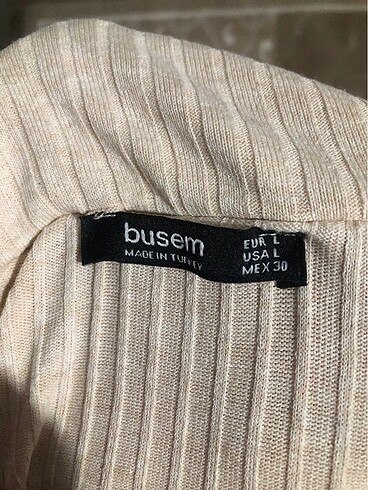 busem
MADE IN TURKEY
EUR L
USA L
MEX 30